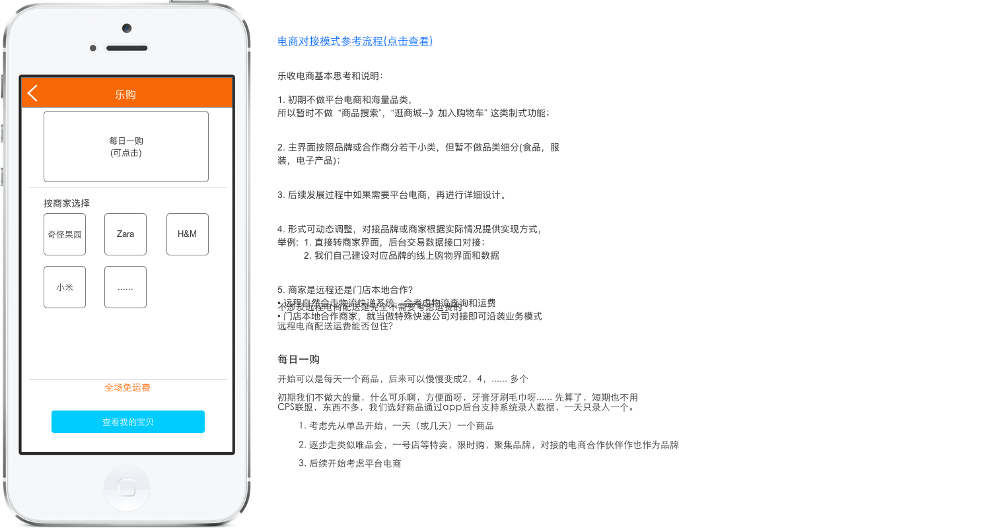 乐购
每日一购
(可点击)
按商家选择
奇怪果园
Zara
H&M
小米
......
全场免运费
查看我的宝贝
电商对接模式参考流程(点击查看)
乐收电商基本思考和说明：
1. 初期不做平台电商和海量品类，
所以暂时不做 “商品搜索”，“逛商城--》加入购物车” 这类制式功能；
2. 主界面按照品牌或合作商分若干小类，但暂不做品类细分(食品，服
装，电子产品)；
3. 后续发展过程中如果需要平台电商，再进行详细设计。
4. 形式可动态调整，对接品牌或商家根据实际情况提供实现方式，
举例：1. 直接转商家界面，后台交易数据接口对接；
2. 我们自己建设对应品牌的线上购物界面和数据
5. 商家是远程还是门店本地合作?
• 远程自然会走物流快递系统，会考虑物流查询和运费
不涉及远程电商配送是完全不需要考虑运费的
• 门店本地合作商家，就当做特殊快递公司对接即可沿袭业务模式
远程电商配送运费能否包住?
每日一购
开始可以是每天一个商品，后来可以慢慢变成2，4，...... 多个
初期我们不做大的量，什么可乐啊，方便面呀，牙膏牙刷毛巾呀...... 先算了，短期也不用
CPS联盟，东西不多，我们选好商品通过app后台支持系统录入数据，一天只录入一个。
1. 考虑先从单品开始，一天（或几天）一个商品
2. 逐步走类似唯品会，一号店等特卖，限时购，聚集品牌，对接的电商合作伙伴作也作为品牌
3. 后续开始考虑平台电商